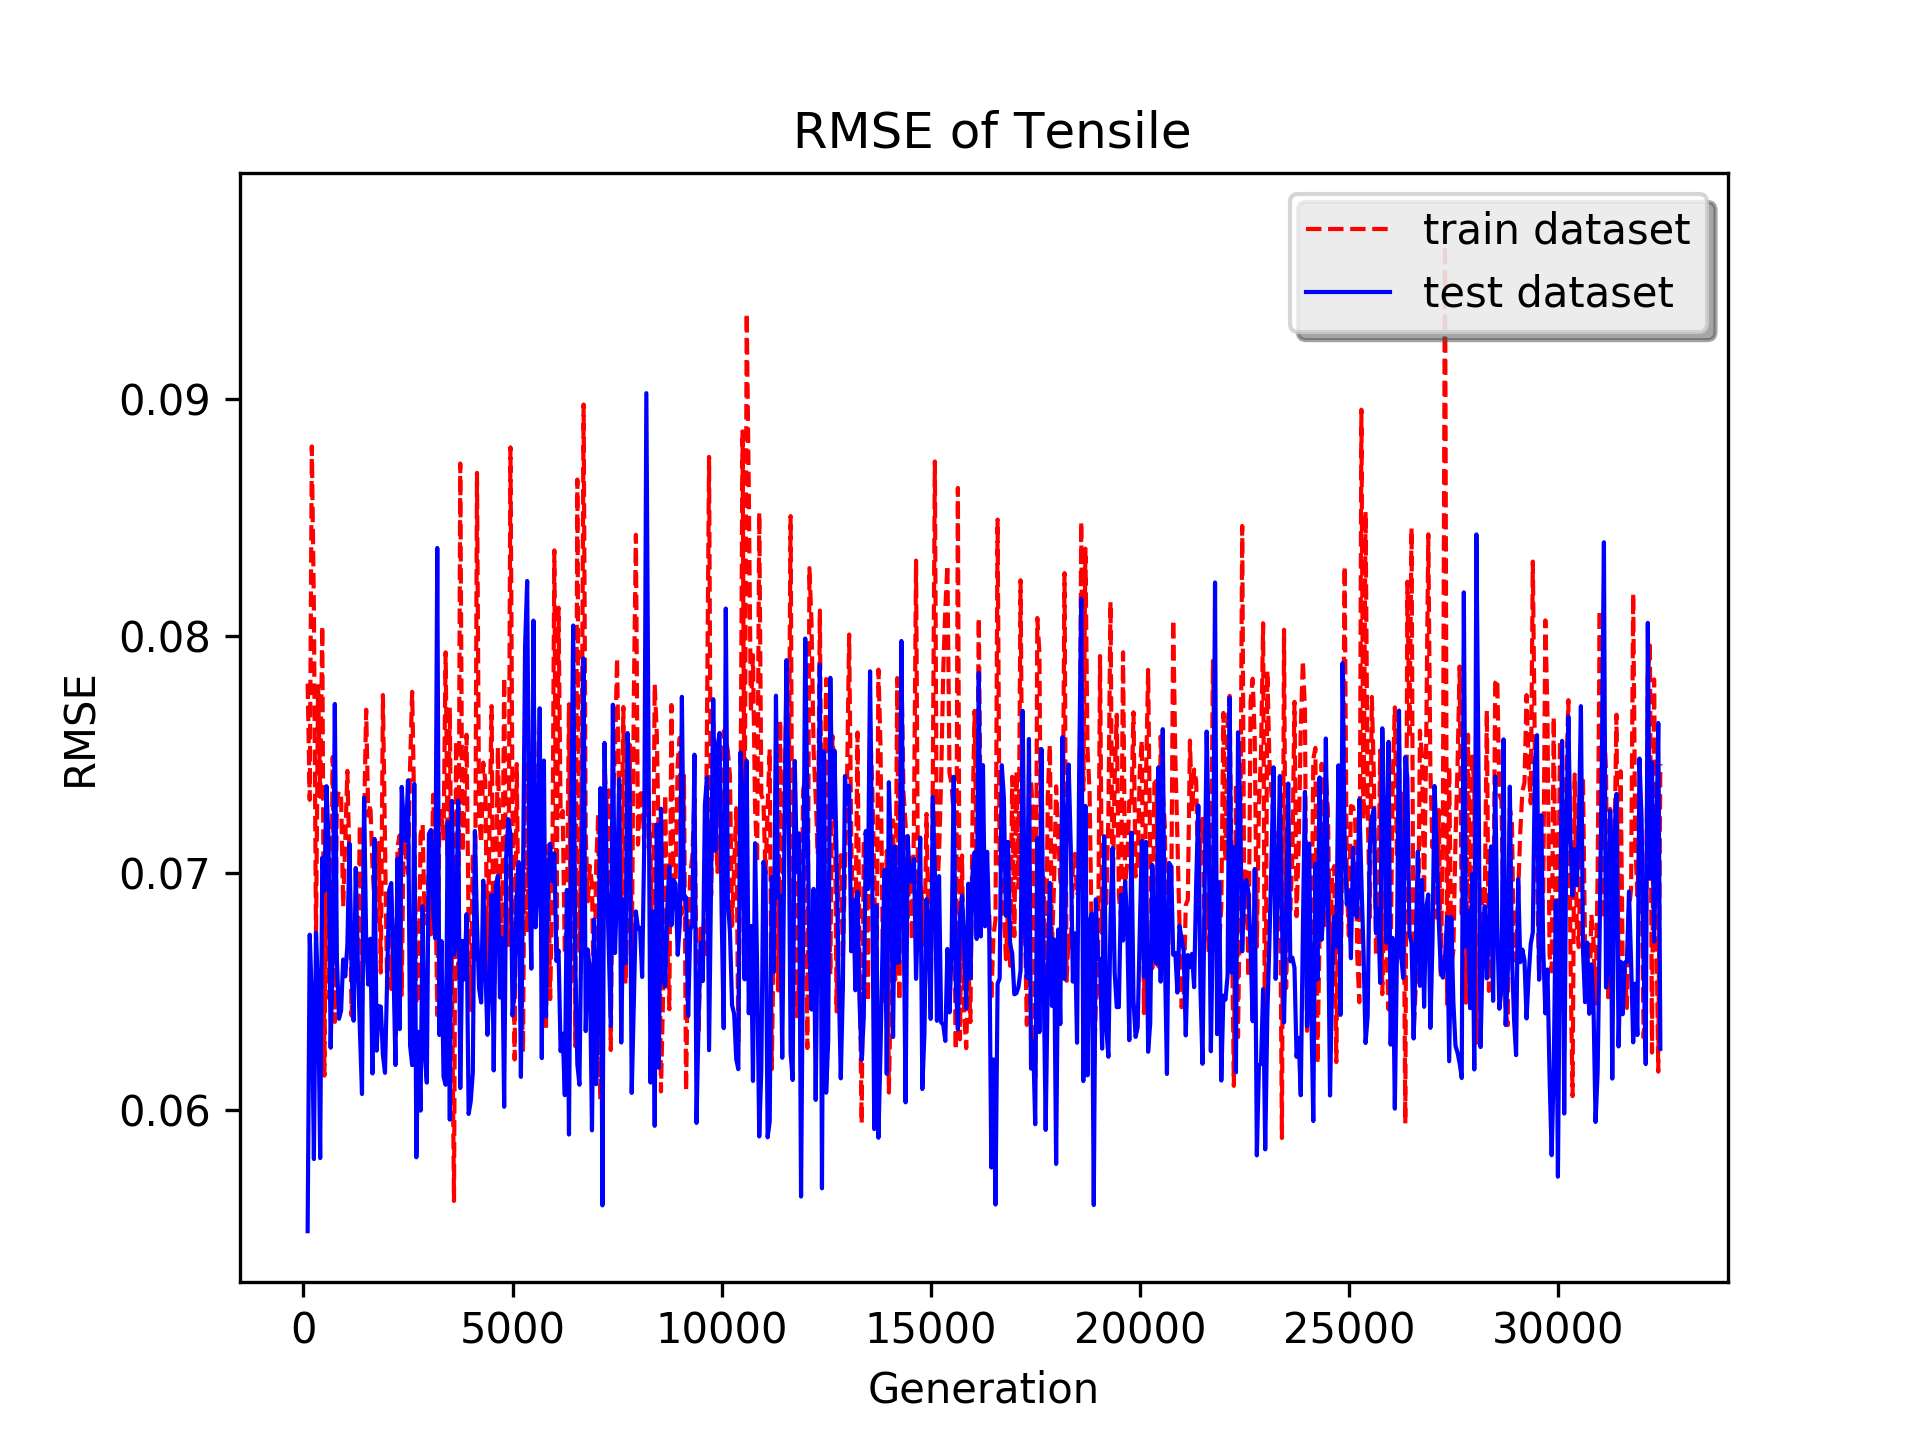 RMSE of Tensile
train dataset
test dataset
RMSE
0.09
0.08
0.07
0.06
0 5000 10000 15000 20000 25000 30000
Generation